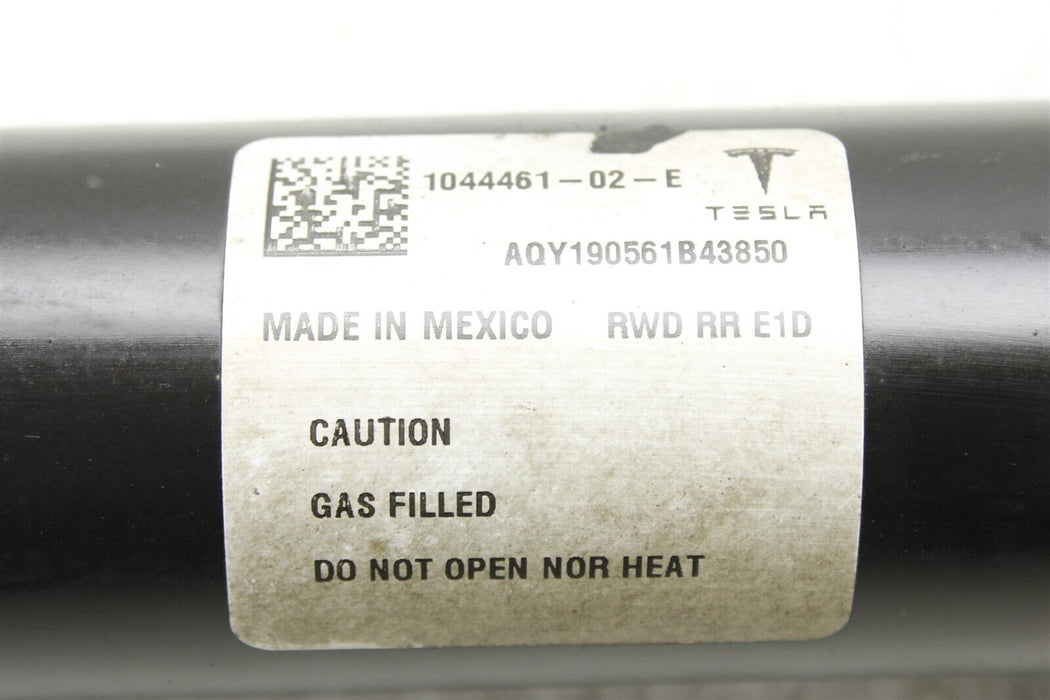 1044461-02-E
TESLA
AQY190561B43850
MADE IN MEXICO RWD RR E1D
CAUTION
GAS FILLED
DO NOT OPEN NOR HEAT